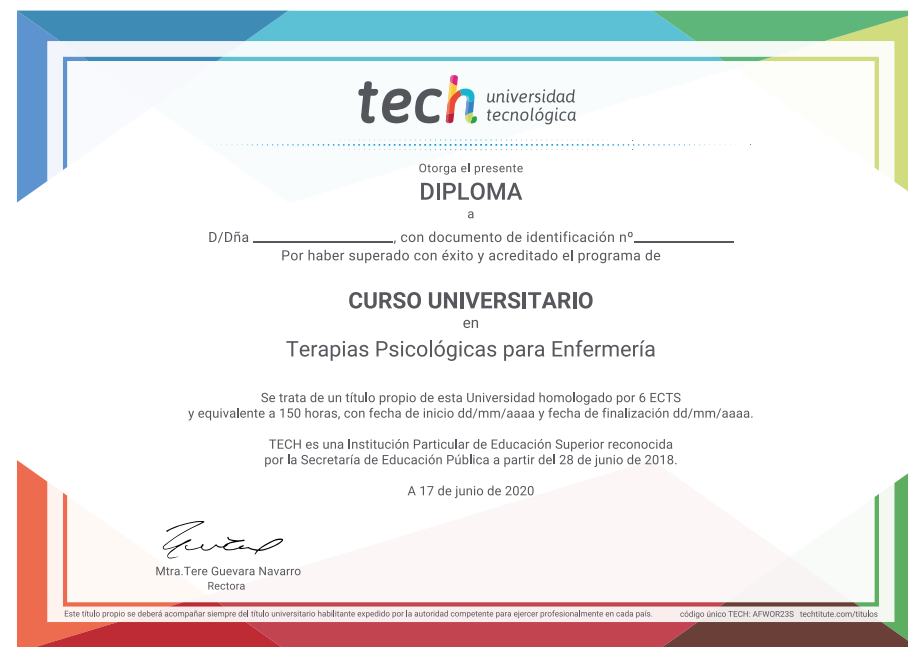 tech universidad
tecnológica
Otorga el presente
DIPLOMA
a
D/Dña ______________, con documento de identificación nº__________
Por haber superado con éxito y acreditado el programa de
CURSO UNIVERSITARIO
en
Terapias Psicológicas para Enfermería
Se trata de un título propio de esta Universidad homologado por 6 ECTS
y equivalente a 150 horas, con fecha de inicio dd/mm/aaaa y fecha de finalización dd/mm/aaaa.
TECH es una Institución Particular de Educación Superior reconocida
por la Secretaría de Educación Pública a partir del 28 de junio de 2018.
A 17 de junio de 2020
Mtra.Tere Guevara Navarro
Rectora
Este título propio se deberá acompañar siempre del título universitario habilitante expedido por la autoridad competente para ejercer profesionalmente en cada país. código único TECH: AFWOR23S techtitute.com/titulos